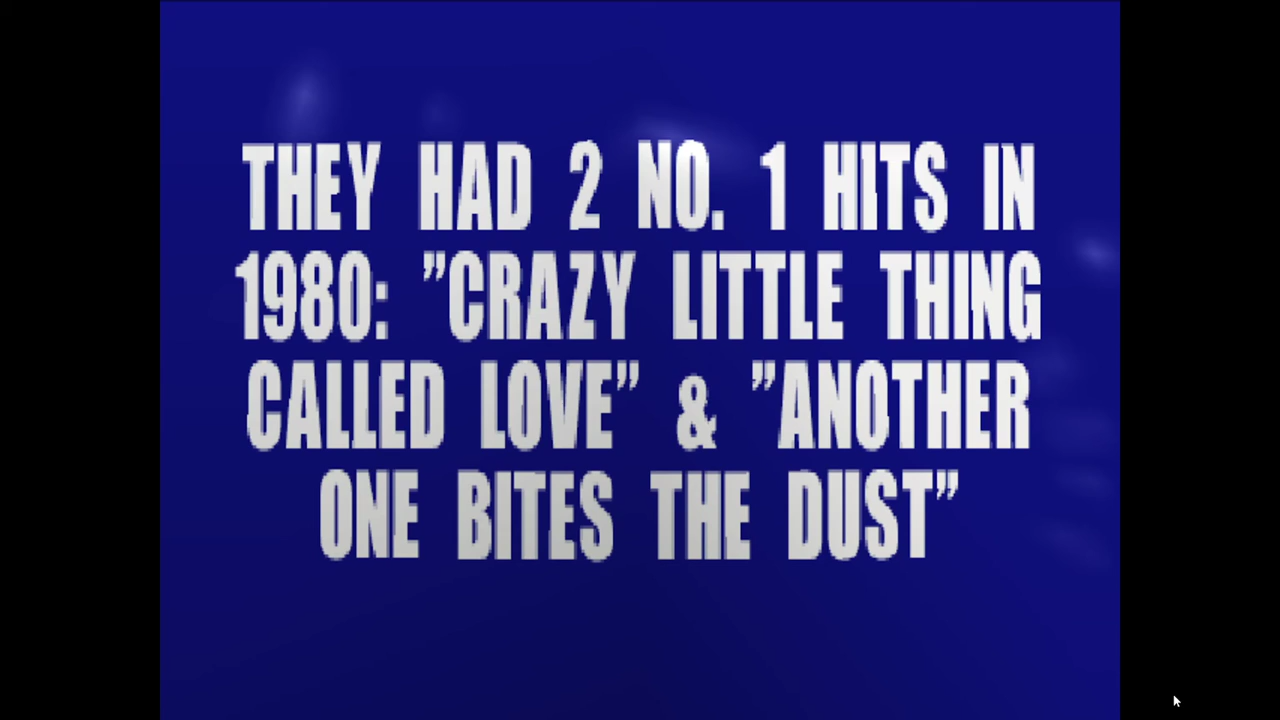 THEY HAD 2 NO. 1 HITS IN
1980: ”CRAZY LITTLE THING
CALLED LOVE” & ”ANOTHER
ONE BITES THE DUST”